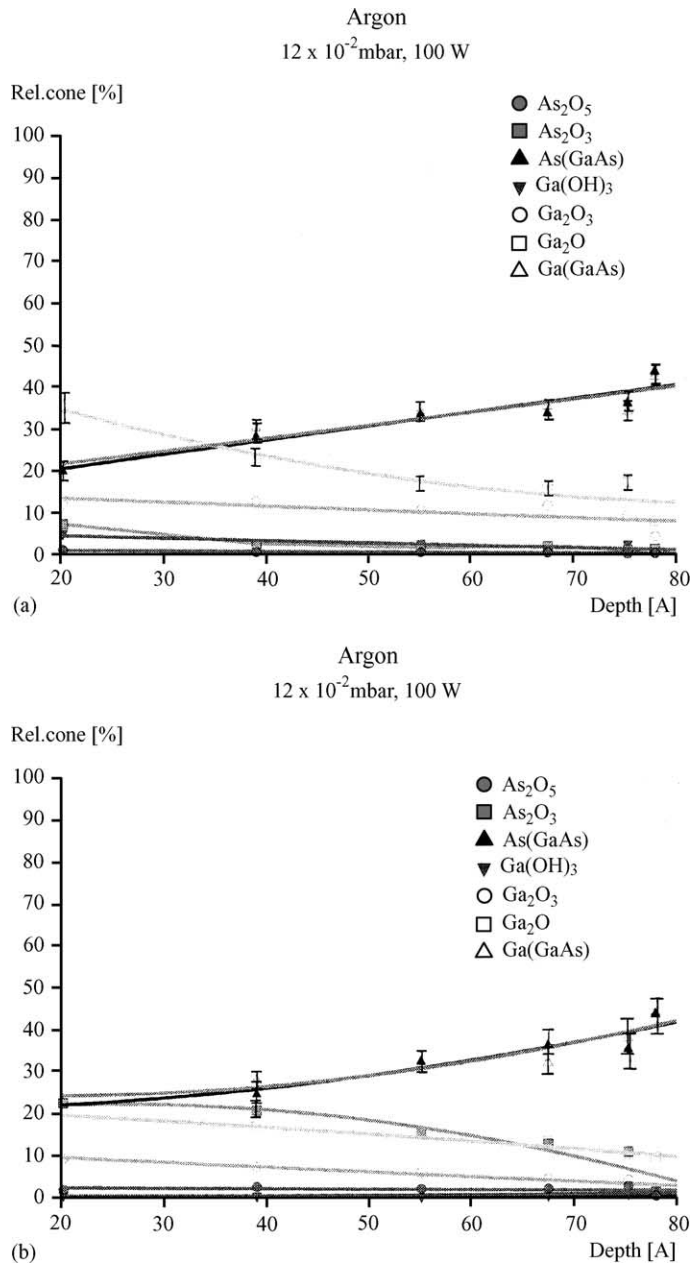 Argon
12 x 10-2mbar, 100 W
Rel.cone [%]
As2O5
As2O3
As(GaAs)
Ga(OH)3
Ga2O3
Ga2O
Ga(GaAs)
100
90
80
70
60
50
40
30
20
10
0
20 40 50 60 70 80
(a)
Depth [A]
Argon
12 x 10-2mbar, 100 W
Rel.cone [%]
As2O5
As2O3
As(GaAs)
Ga(OH)3
Ga2O3
Ga2O
Ga(GaAs)
100
90
80
70
60
50
40
30
20
10
0
20 30 40 50 60 70 80
(b)
Depth [A]